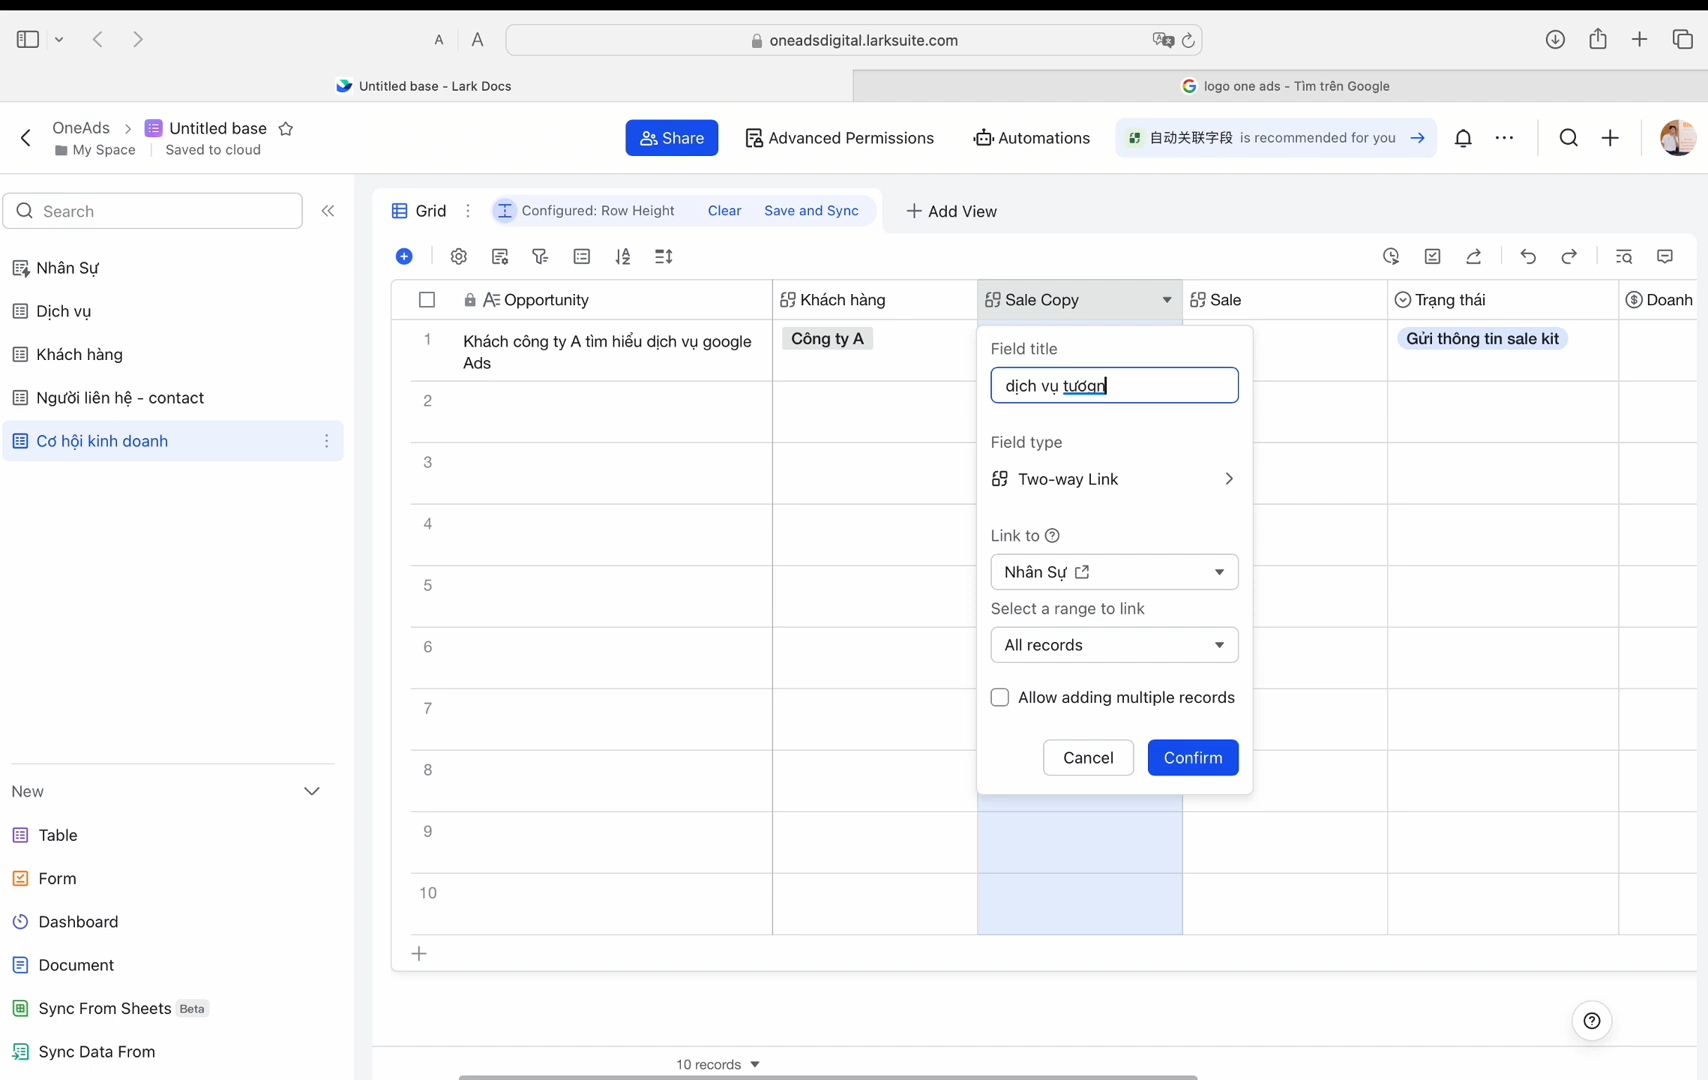 A A oneadsdigital.larksuite.com
Untitled base - Lark Docs
logo one ads - Tìm trên Google
OneAds > Untitled base
My Space | Saved to cloud
Share
Advanced Permissions
Automations
自动关联字段 is recommended for you
Search
Grid
Configured: Row Height Clear Save and Sync
Add View
Nhân Sự
Dịch vụ
Khách hàng
Người liên hệ - contact
Cơ hội kinh doanh
New
Table
Form
Dashboard
Document
Sync From Sheets Beta
Sync Data From
Opportunity Khách hàng Sale Copy Sale Trạng thái Doanh
1 Khách công ty A tìm hiểu dịch vụ google Công ty A Gửi thông tin sale kit
Ads
2
3
4
5
6
7
8
9
10
Field title
dịch vụ tươgn
Field type
Two-way Link
Link to
Nhân Sự
Select a range to link
All records
Allow adding multiple records
Cancel Confirm
10 records